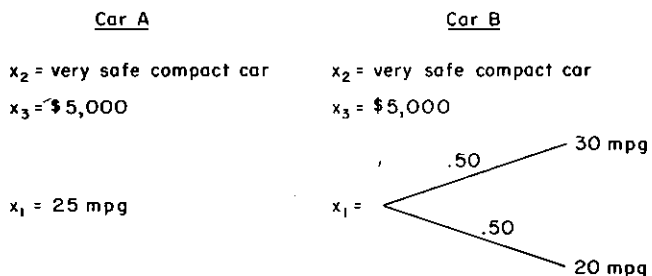 Car A
x₂ = very safe compact car
x₃ = $5,000
x₁ = 25 mpg
Car B
x₂ = very safe compact car
x₃ = $5,000
x₁ =
.50
30 mpg
.50
20 mpg